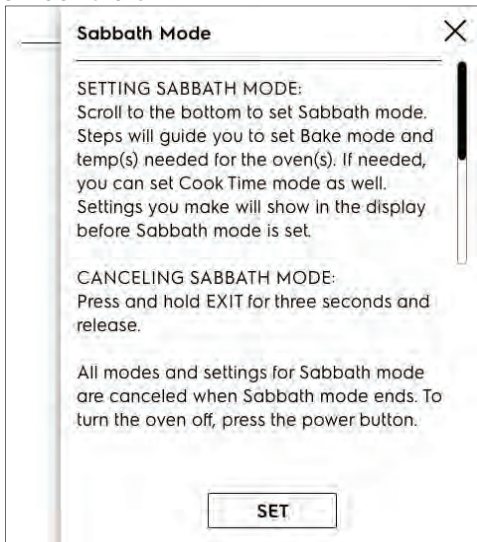 Sabbath Mode
SETTING SABBATH MODE:
Scroll to the bottom to set Sabbath mode.
Steps will guide you to set Bake mode and
temp(s) needed for the oven(s). If needed,
you can set Cook Time mode as well.
Settings you make will show in the display
before Sabbath mode is set.
CANCELING SABBATH MODE:
Press and hold EXIT for three seconds and
release.
All modes and settings for Sabbath mode
are canceled when Sabbath mode ends. To
turn the oven off, press the power button.
SET